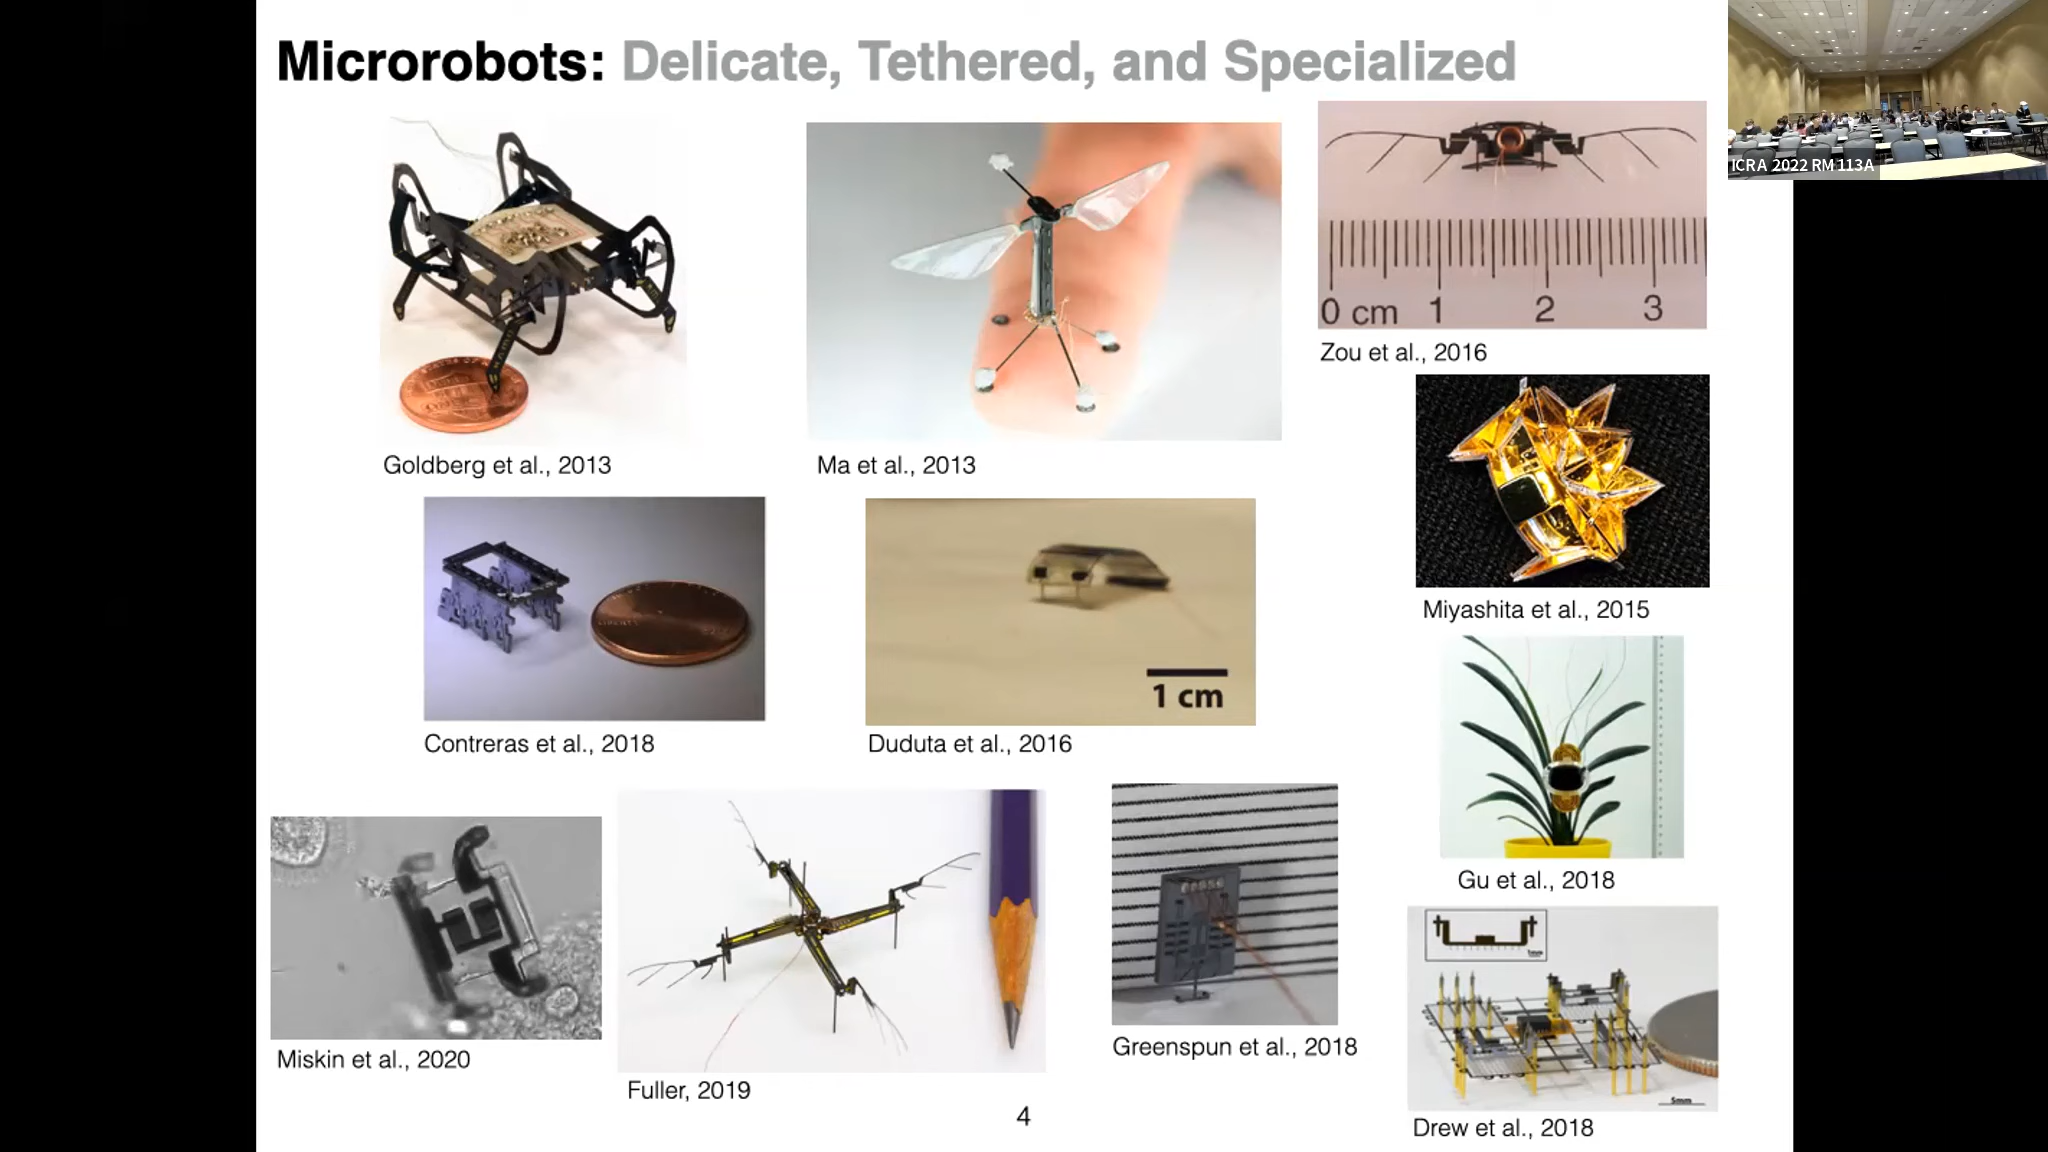 Microrobots: Delicate, Tethered, and Specialized
ICRA 2022 RM 113A
0 cm 1 2 3
Zou et al., 2016
Goldberg et al., 2013
Ma et al., 2013
Miyashita et al., 2015
1 cm
Contreras et al., 2018
Duduta et al., 2016
Gu et al., 2018
Miskin et al., 2020
Fuller, 2019
Greenspun et al., 2018
5mm
Drew et al., 2018
4